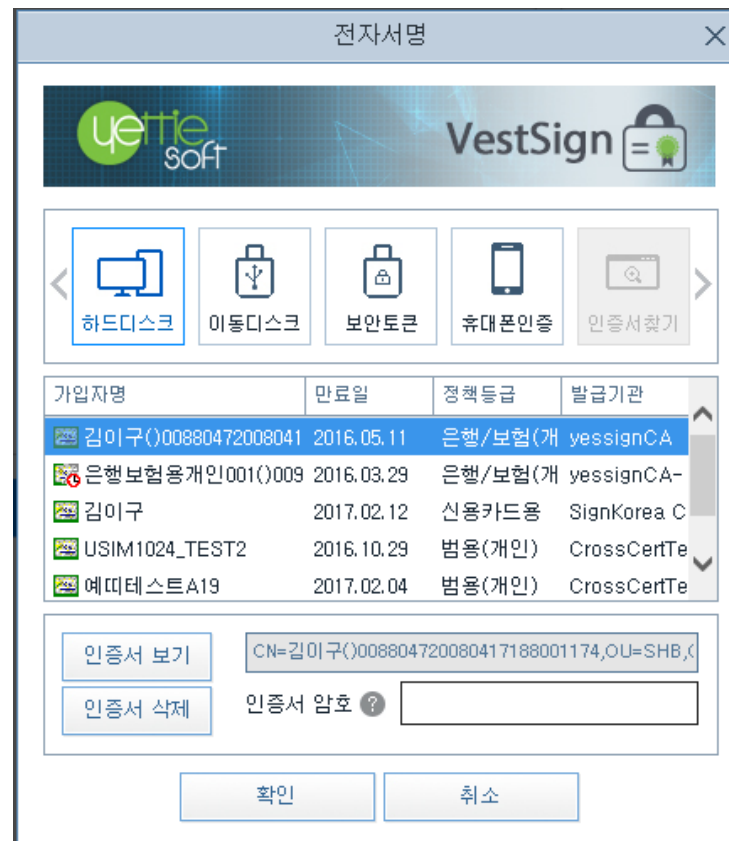 전자서명
yettie soft
VestSign
하드디스크 이동디스크 보안토큰 휴대폰인증 인증서찾기
가입자명 만료일 정책등급 발급기관
김이구()00880472008041 2016.05.11 은행/보험(개 yessignCA
은행보험용개인001()009 2016.03.29 은행/보험(개 yessignCA-
김이구 2017.02.12 신용카드용 SignKorea C
USIM1024_TEST2 2016.10.29 범용(개인) CrossCertTe
예띠테스트A19 2017.02.04 범용(개인) CrossCertTe
인증서 보기 CN=김이구()008804720080417188001174,OU=SHB,
인증서 삭제 인증서 암호 ?
확인 취소